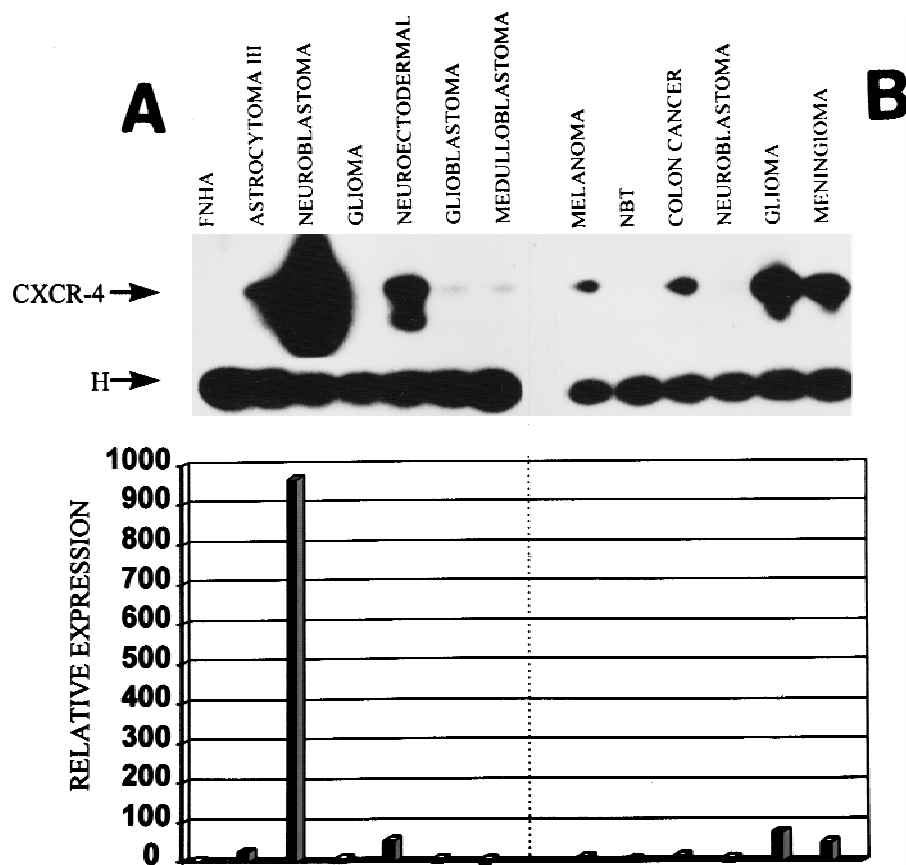 A
B
FNHA
ASTROCYTOMA III
NEUROBLASTOMA
GLIOMA
NEUROECTODERMAL
GLIOBLASTOMA
MEDULLOBLASTOMA
MELANOMA
NBT
COLON CANCER
NEUROBLASTOMA
GLIOMA
MENINGIOMA
CXCR-4
H
RELATIVE EXPRESSION
1000
900
800
700
600
500
400
300
200
100
0